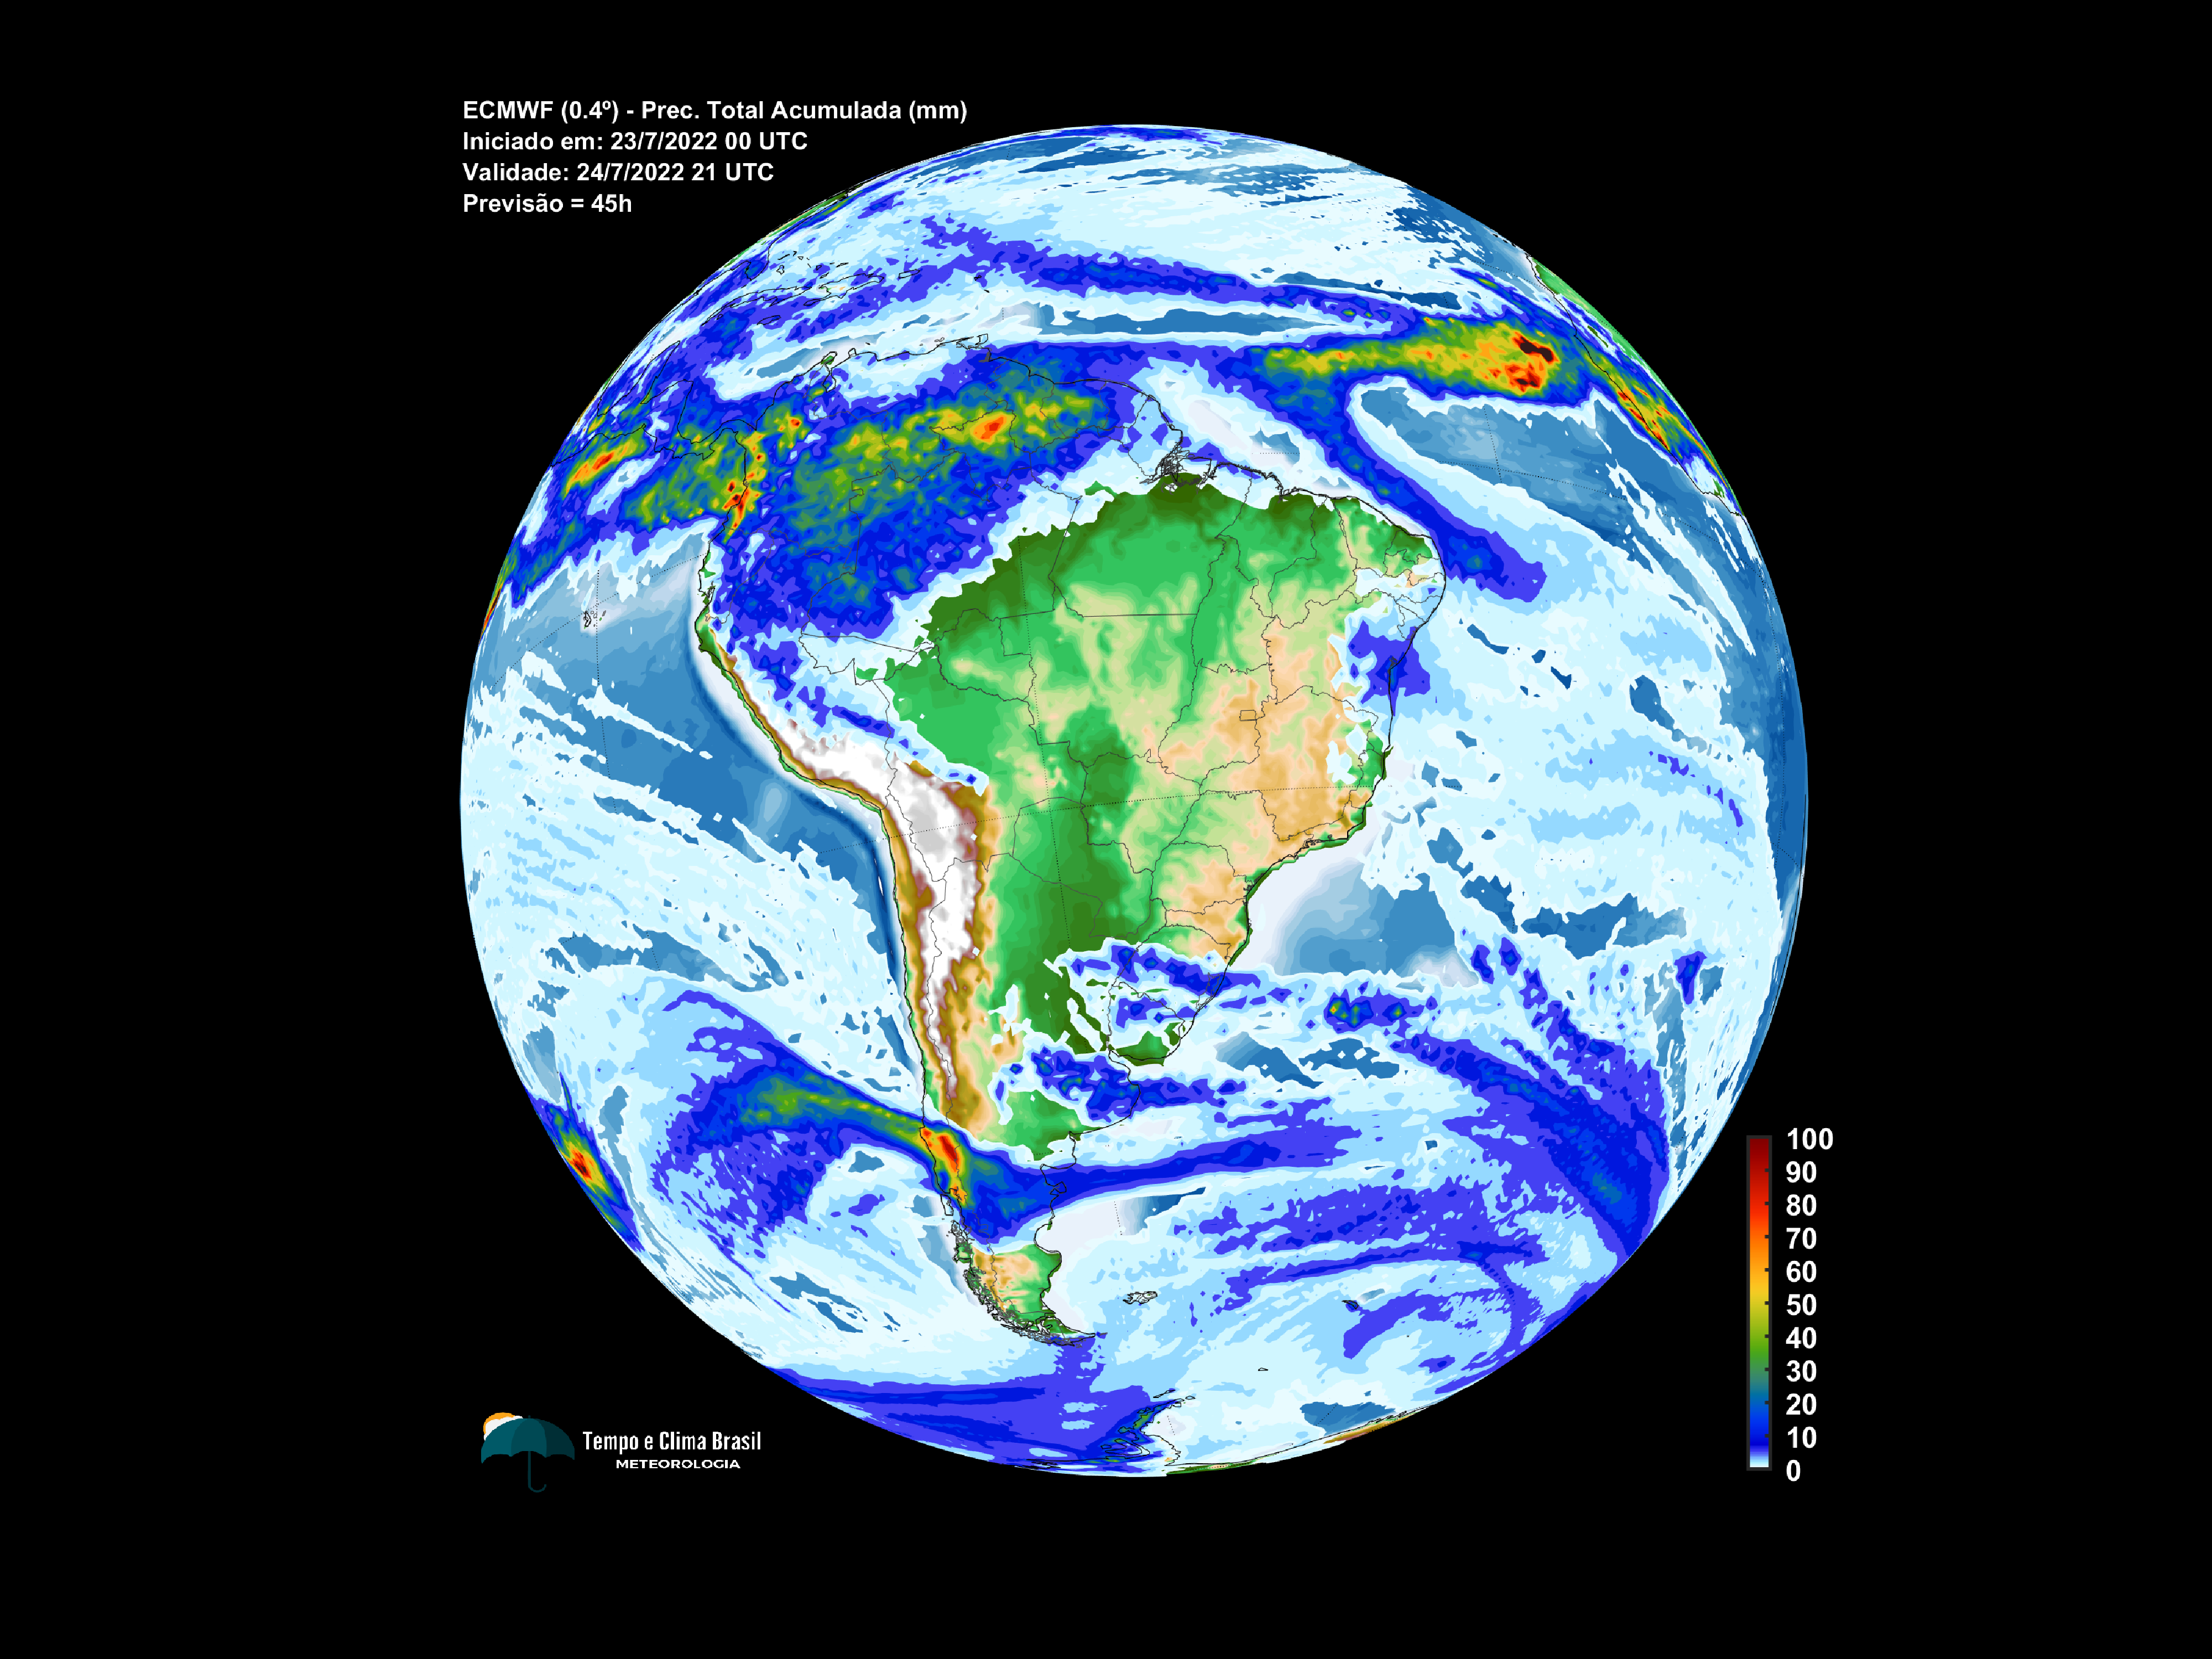 ECMWF (0.4º) - Prec. Total Acumulada (mm)
Iniciado em: 23/7/2022 00 UTC
Validade: 24/7/2022 21 UTC
Previsão = 45h
100
90
80
70
60
50
40
30
20
10
0
Tempo e Clima Brasil
METEOROLOGIA